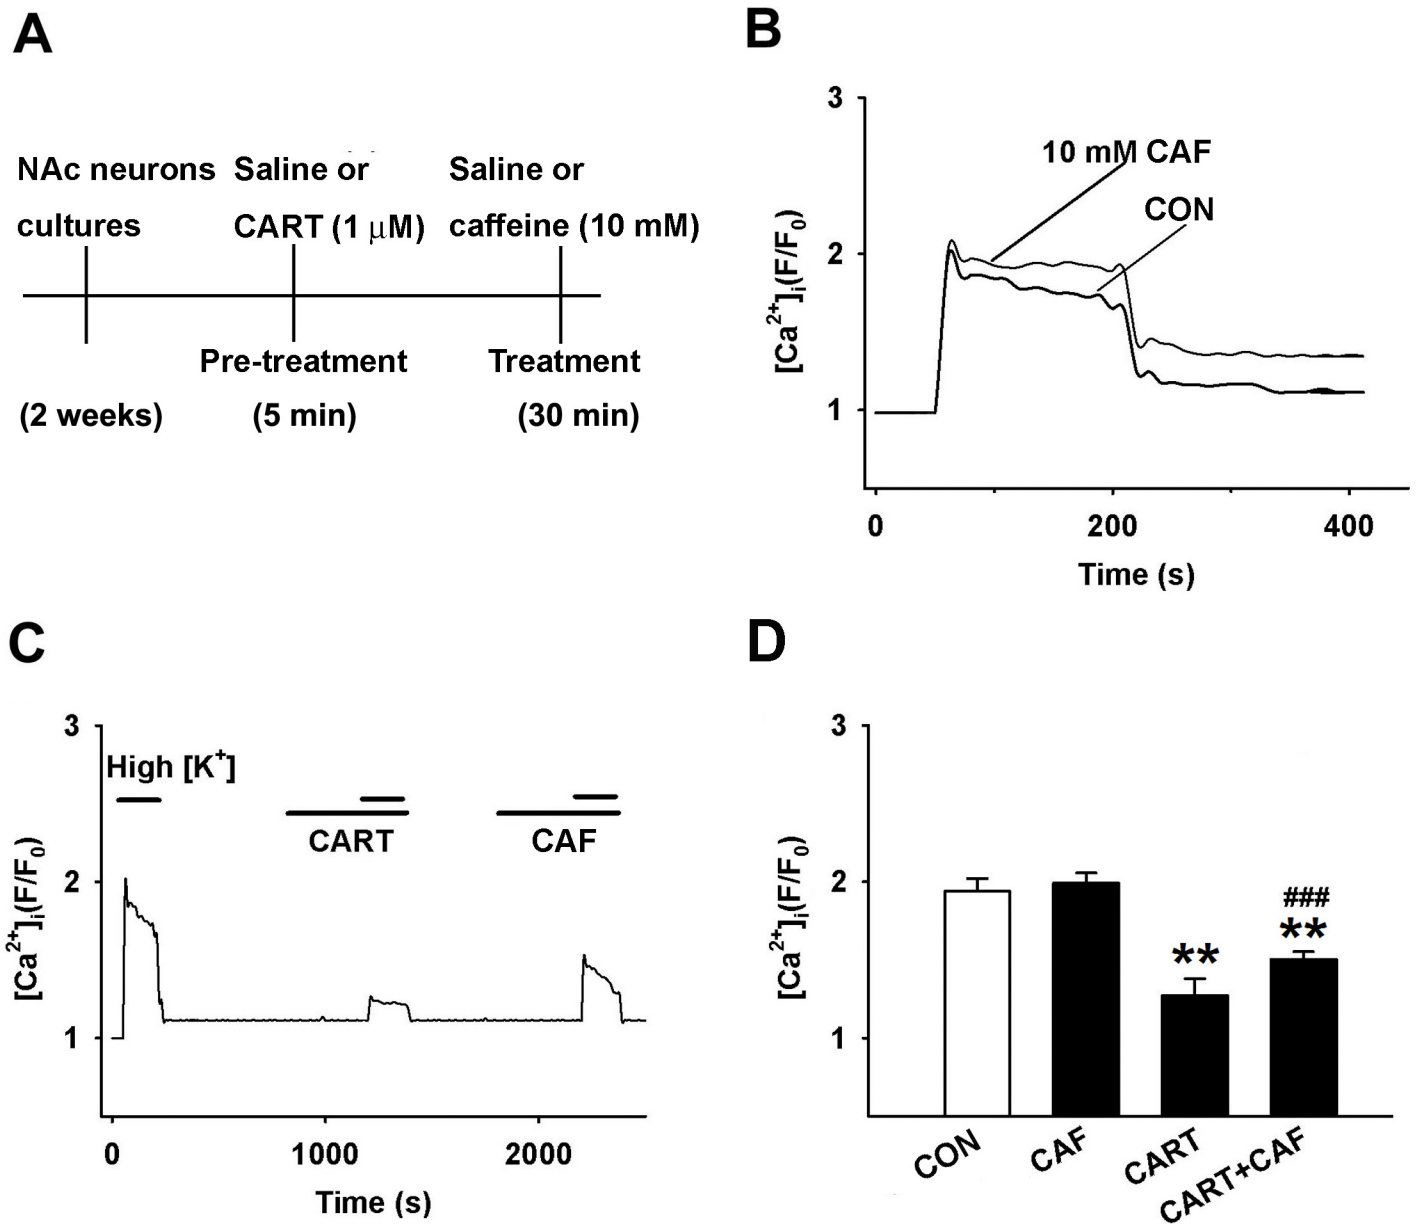 A
NAc neurons
cultures
Saline or
CART (1 μM)
Saline or
caffeine (10 mM)
Pre-treatment
Treatment
(2 weeks)
(5 min)
(30 min)
B
3
2
1
[Ca²⁺]ᵢ(F/F₀)
10 mM CAF
CON
0
200
400
Time (s)
C
3
2
1
[Ca²⁺]ᵢ(F/F₀)
High [K⁺]
CART
CAF
0
1000
2000
Time (s)
D
3
2
1
[Ca²⁺]ᵢ(F/F₀)
**
###
**
CON
CAF
CART
CART+CAF